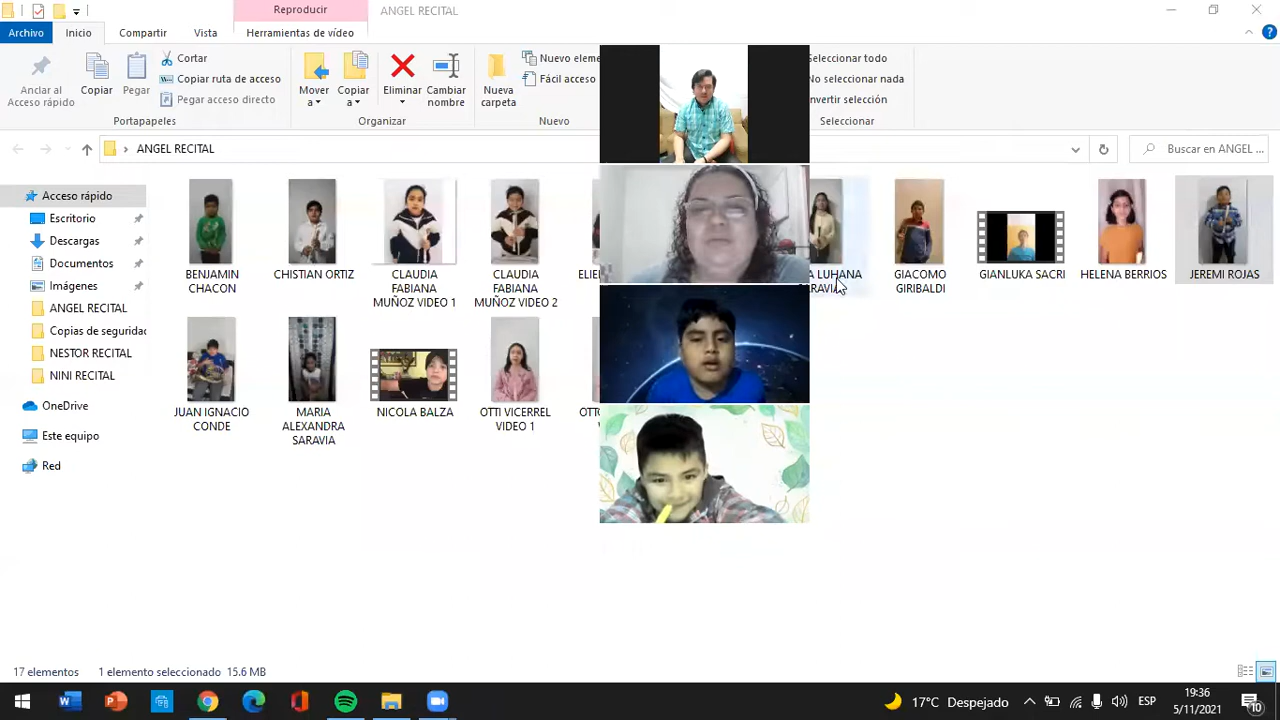 Reproducir
ANGEL RECITAL
Archivo
Inicio
Compartir
Vista
Herramientas de vídeo
?
Anclar al
Acceso rápido
Copiar
Pegar
Cortar
Copiar ruta de acceso
Pegar acceso directo
Mover
a
Copiar
a
Eliminar
Cambiar
nombre
Nueva
carpeta
Nuevo eleme
Fácil acceso
eleccionar todo
No seleccionar nada
nvertir selección
Portapapeles
Organizar
Nuevo
Seleccionar
ANGEL RECITAL
Buscar en ANGEL ...
Acceso rápido
Escritorio
Descargas
Documentos
Imágenes
ANGEL RECITAL
Copias de seguridad
NESTOR RECITAL
NINI RECITAL
OneDrive
Este equipo
Red
BENJAMIN
CHACON
CHISTIAN ORTIZ
CLAUDIA
FABIANA
MUÑOZ VIDEO 1
CLAUDIA
FABIANA
MUÑOZ VIDEO 2
ELIE
A LUHANA
SARAVIA
GIACOMO
GIRIBALDI
GIANLUKA SACRI
HELENA BERRIOS
JEREMI ROJAS
JUAN IGNACIO
CONDE
MARIA
ALEXANDRA
SARAVIA
NICOLA BALZA
OTTI VICERREL
VIDEO 1
17 elementos
1 elemento seleccionado 15.6 MB
17°C Despejado
ESP
19:36
5/11/2021
10